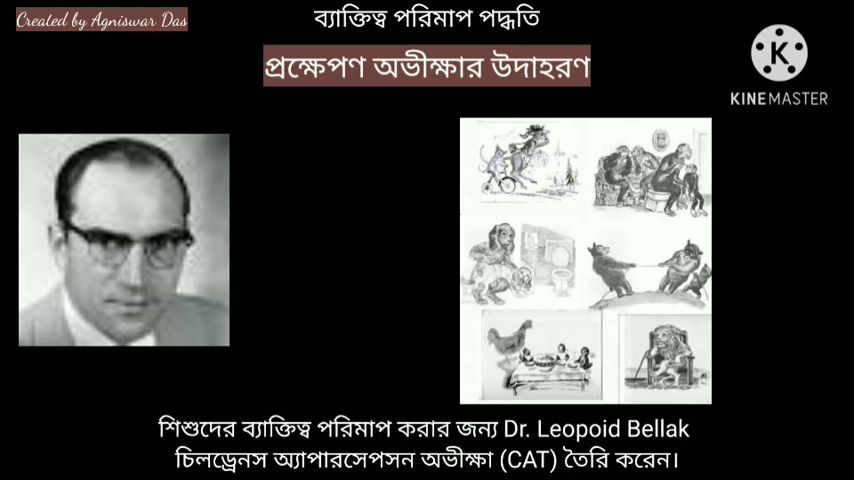 Created by Agniswar Das
ব্যাক্তিত্ব পরিমাপ পদ্ধতি
প্রক্ষেপণ অভীক্ষার উদাহরণ
K
KINEMASTER
শিশুদের ব্যাক্তিত্ব পরিমাপ করার জন্য Dr. Leopoid Bellak
চিলড্রেনস অ্যাপারসেপসন অভীক্ষা (CAT) তৈরি করেন।